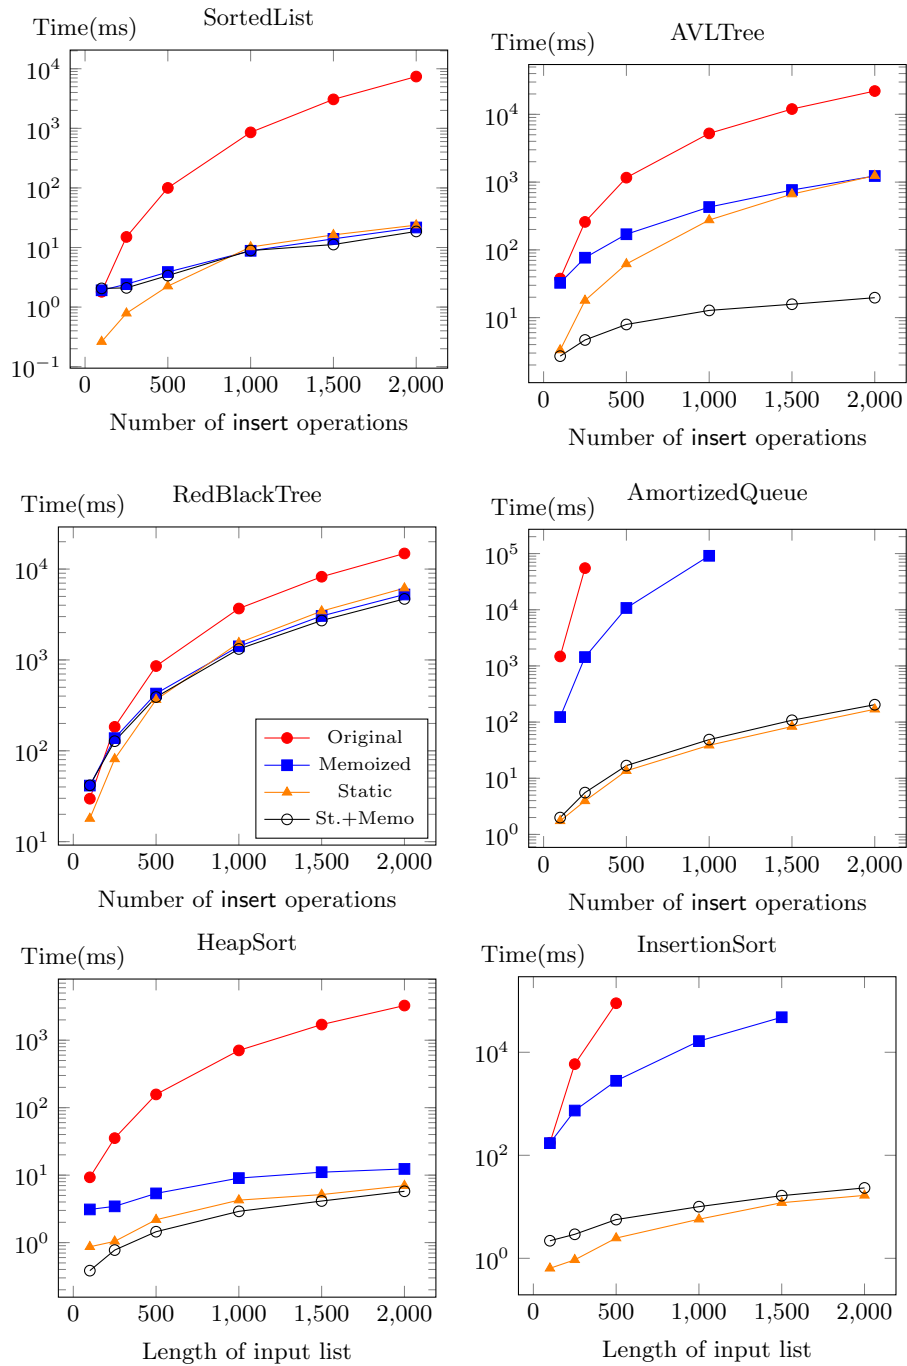 SortedList
Time(ms)
10^4
10^3
10^2
10^1
10^0
10^−1
0 500 1,000 1,500 2,000
Number of insert operations
AVLTree
Time(ms)
10^4
10^3
10^2
10^1
0 500 1,000 1,500 2,000
Number of insert operations
RedBlackTree
Time(ms)
10^4
10^3
10^2
10^1
Original
Memoized
Static
St.+Memo
0 500 1,000 1,500 2,000
Number of insert operations
AmortizedQueue
Time(ms)
10^5
10^4
10^3
10^2
10^1
10^0
0 500 1,000 1,500 2,000
Number of insert operations
HeapSort
Time(ms)
10^3
10^2
10^1
10^0
0 500 1,000 1,500 2,000
Length of input list
InsertionSort
Time(ms)
10^4
10^2
10^0
0 500 1,000 1,500 2,000
Length of input list